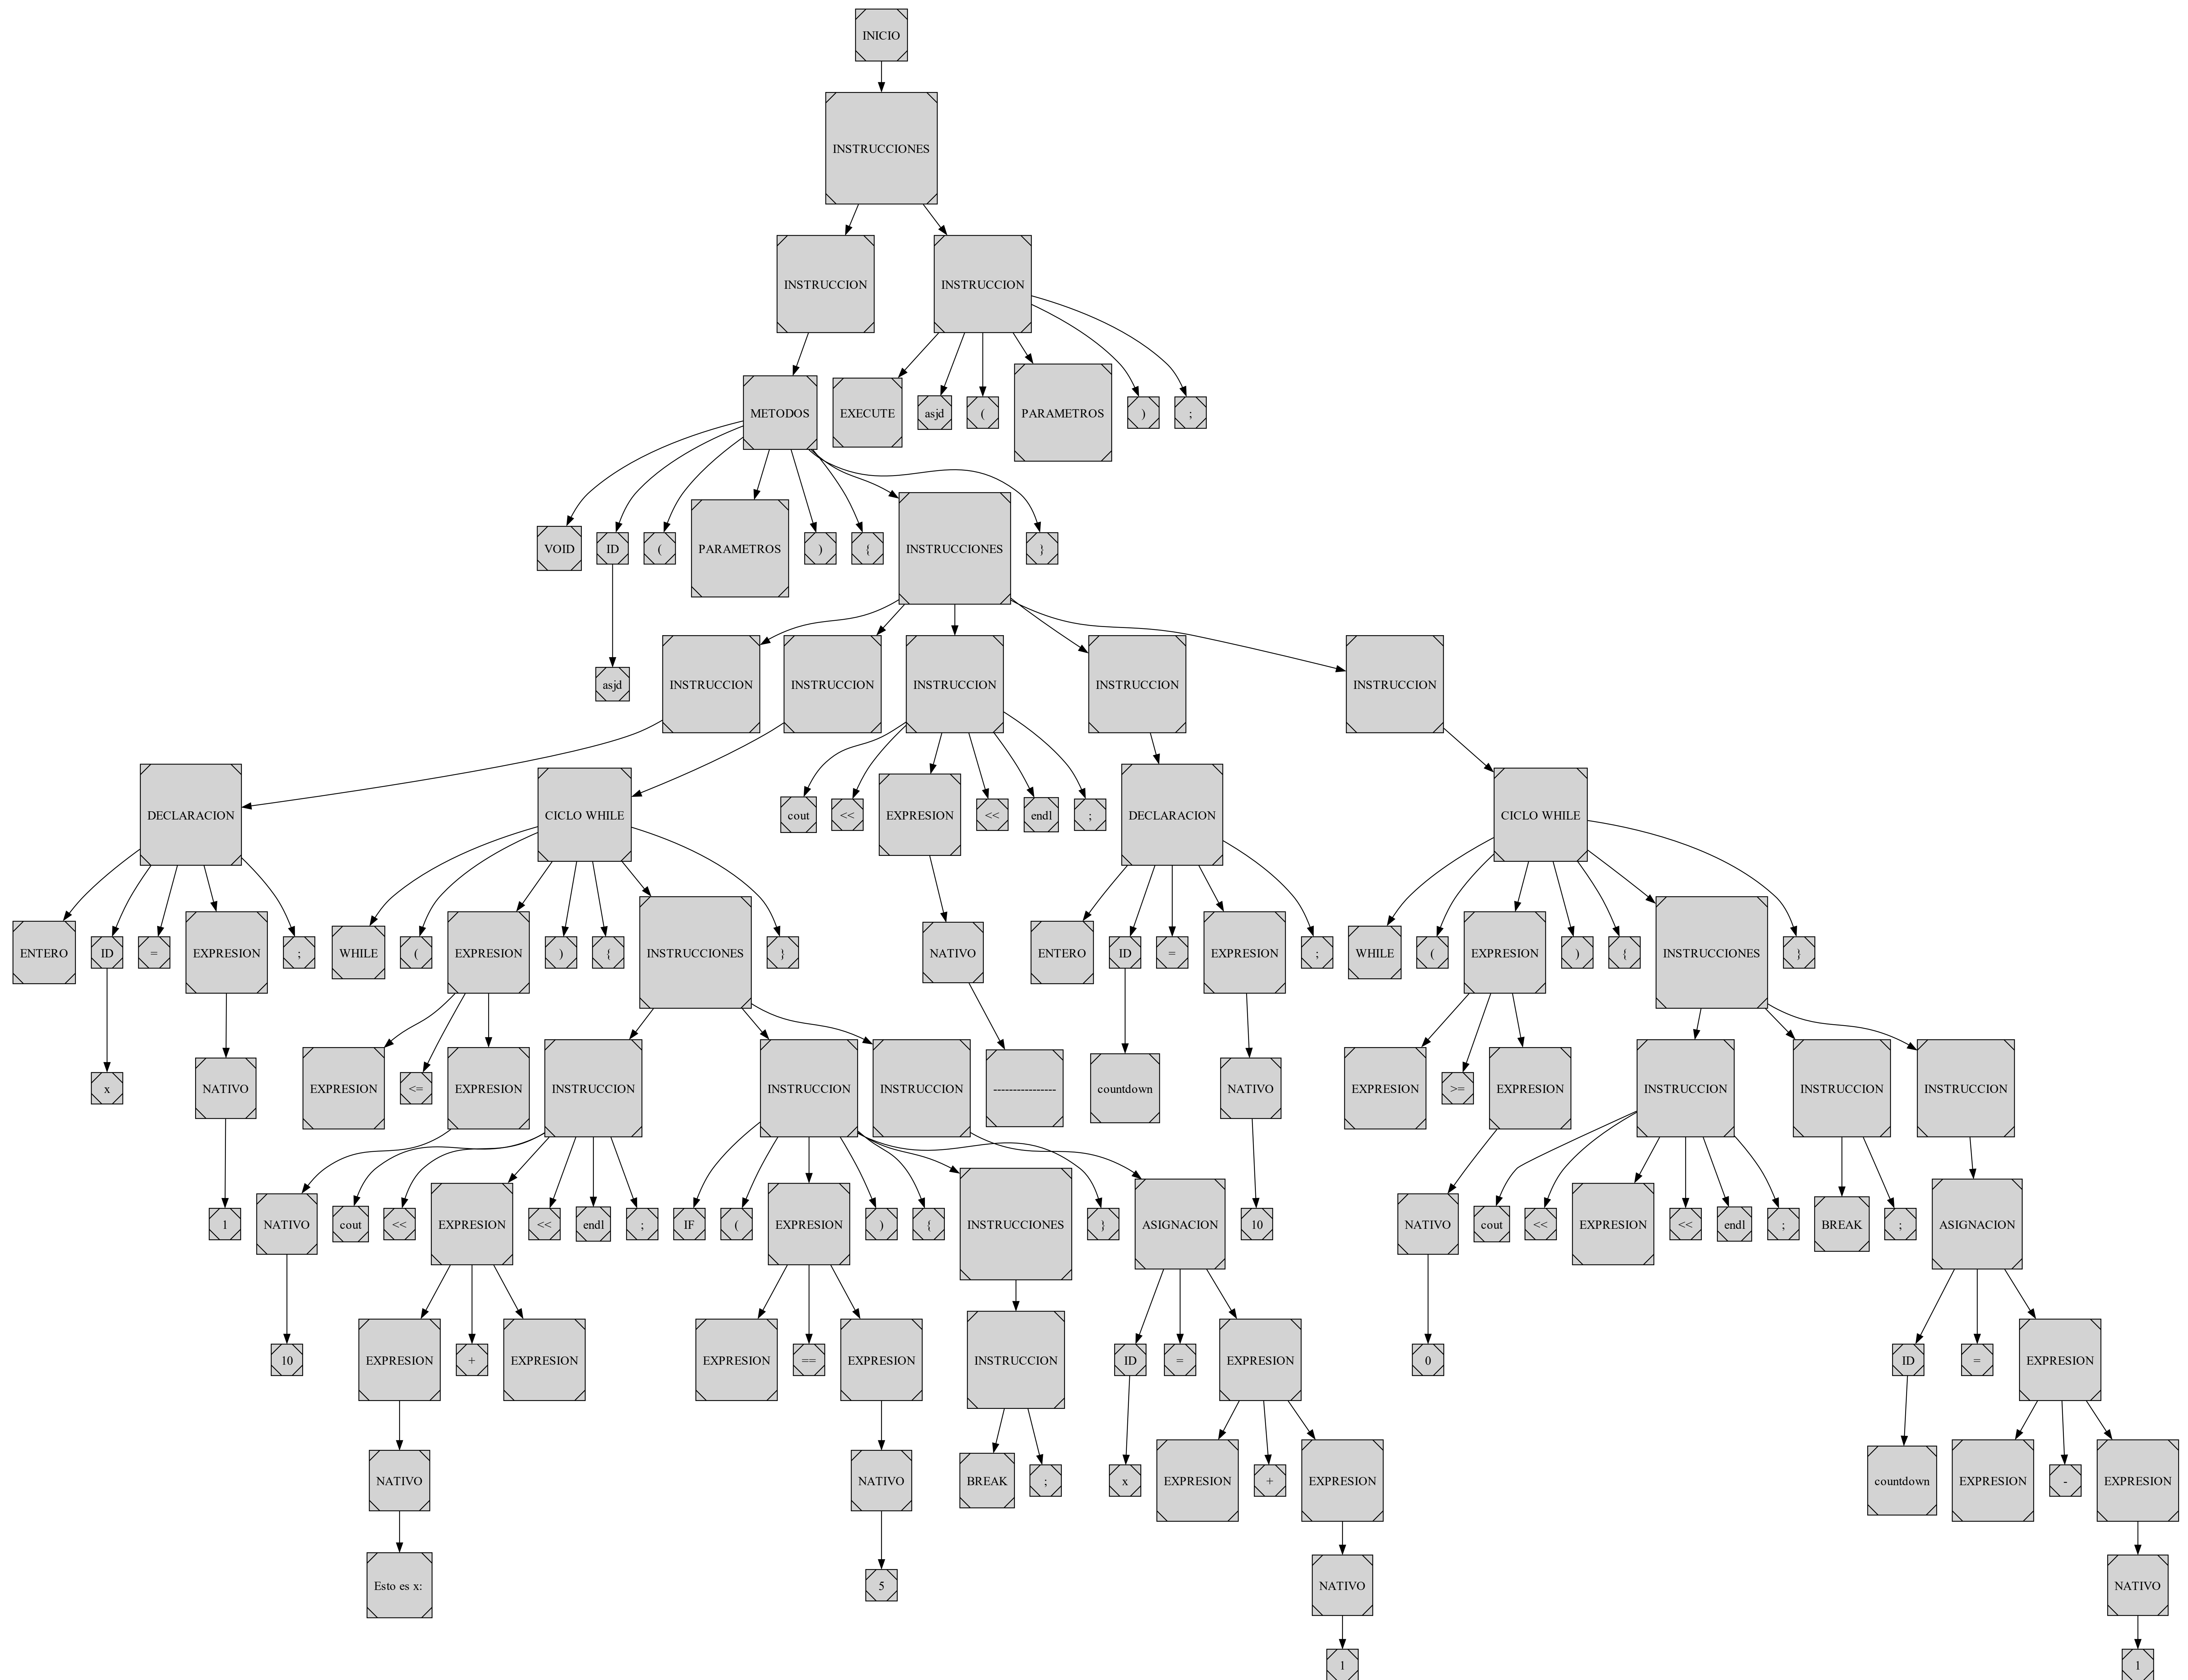 INICIO
INSTRUCCIONES
INSTRUCCION INSTRUCCION
METODOS EXECUTE asjd ( PARAMETROS ) ;
VOID ID ( PARAMETROS ) { INSTRUCCIONES }
asjd INSTRUCCION INSTRUCCION INSTRUCCION INSTRUCCION INSTRUCCION
DECLARACION CICLO WHILE cout << EXPRESION << endl ; DECLARACION CICLO WHILE
ENTERO ID = EXPRESION ; WHILE ( EXPRESION ) { INSTRUCCIONES } NATIVO ENTERO ID = EXPRESION ; WHILE ( EXPRESION ) { INSTRUCCIONES }
x NATIVO EXPRESION <= EXPRESION INSTRUCCION INSTRUCCION INSTRUCCION ---------------- countdown NATIVO EXPRESION >= EXPRESION INSTRUCCION INSTRUCCION INSTRUCCION
1 NATIVO cout << EXPRESION << endl ; IF ( EXPRESION ) { INSTRUCCIONES } ASIGNACION 10 NATIVO cout << EXPRESION << endl ; BREAK ; ASIGNACION
10 EXPRESION + EXPRESION EXPRESION == EXPRESION INSTRUCCION ID = EXPRESION 0 ID = EXPRESION
NATIVO NATIVO BREAK ; x EXPRESION + EXPRESION countdown EXPRESION - EXPRESION
Esto es x: 5 NATIVO NATIVO
1 1